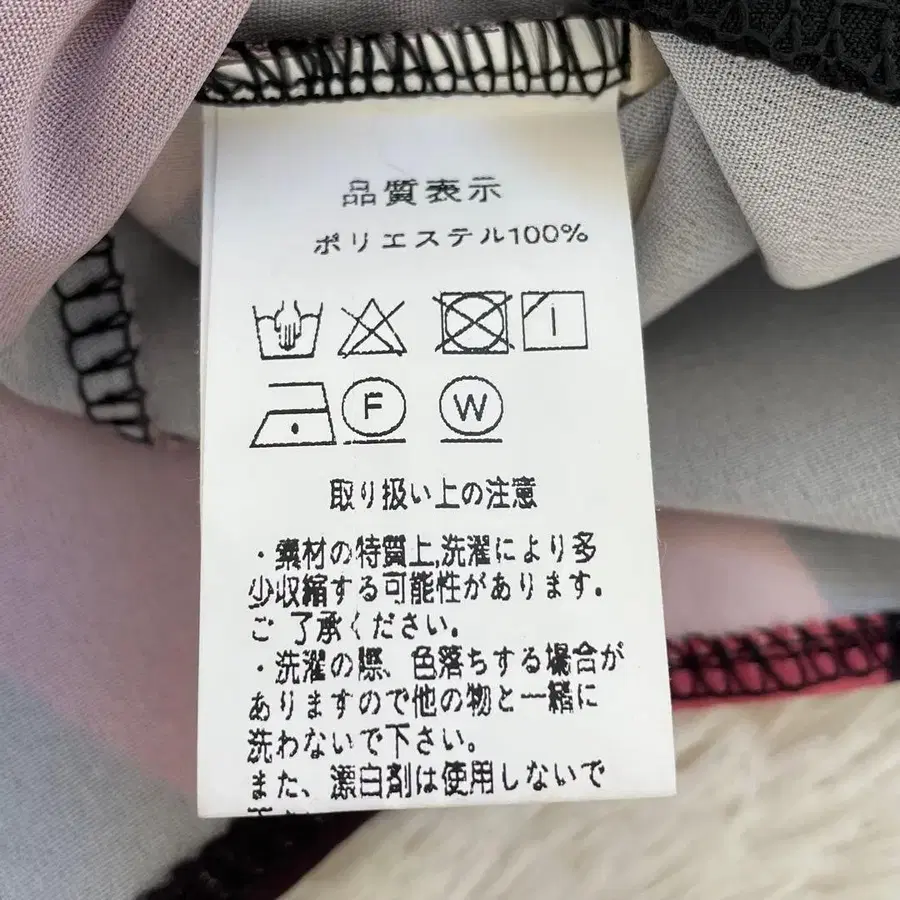 品質表示
ポリエステル100%
F W
取り扱い上の注意
・素材の特質上,洗濯により多
少収縮する可能性があります.
ご了承ください.
・洗濯の際、色落ちする場合が
ありますので他の物と一緒に
洗わないで下さい。
また、漂白剤は使用しないで